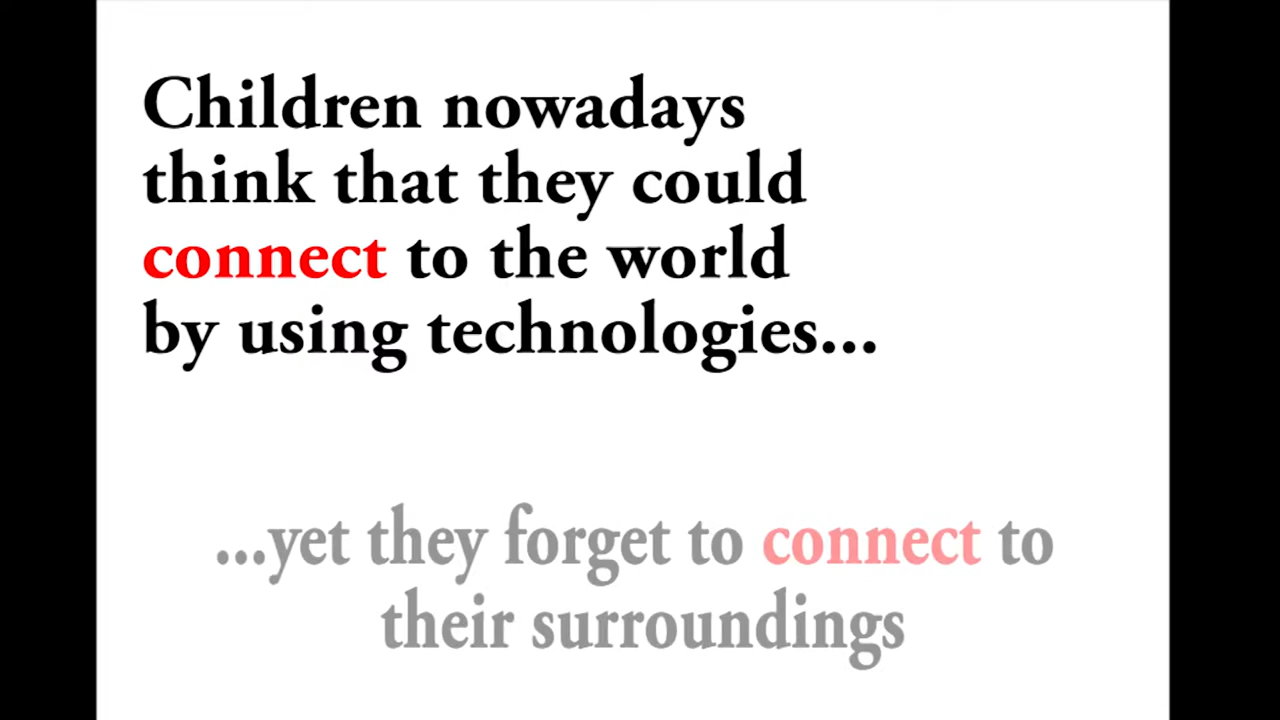 Children nowadays
think that they could
connect to the world
by using technologies...
...yet they forget to connect to
their surroundings